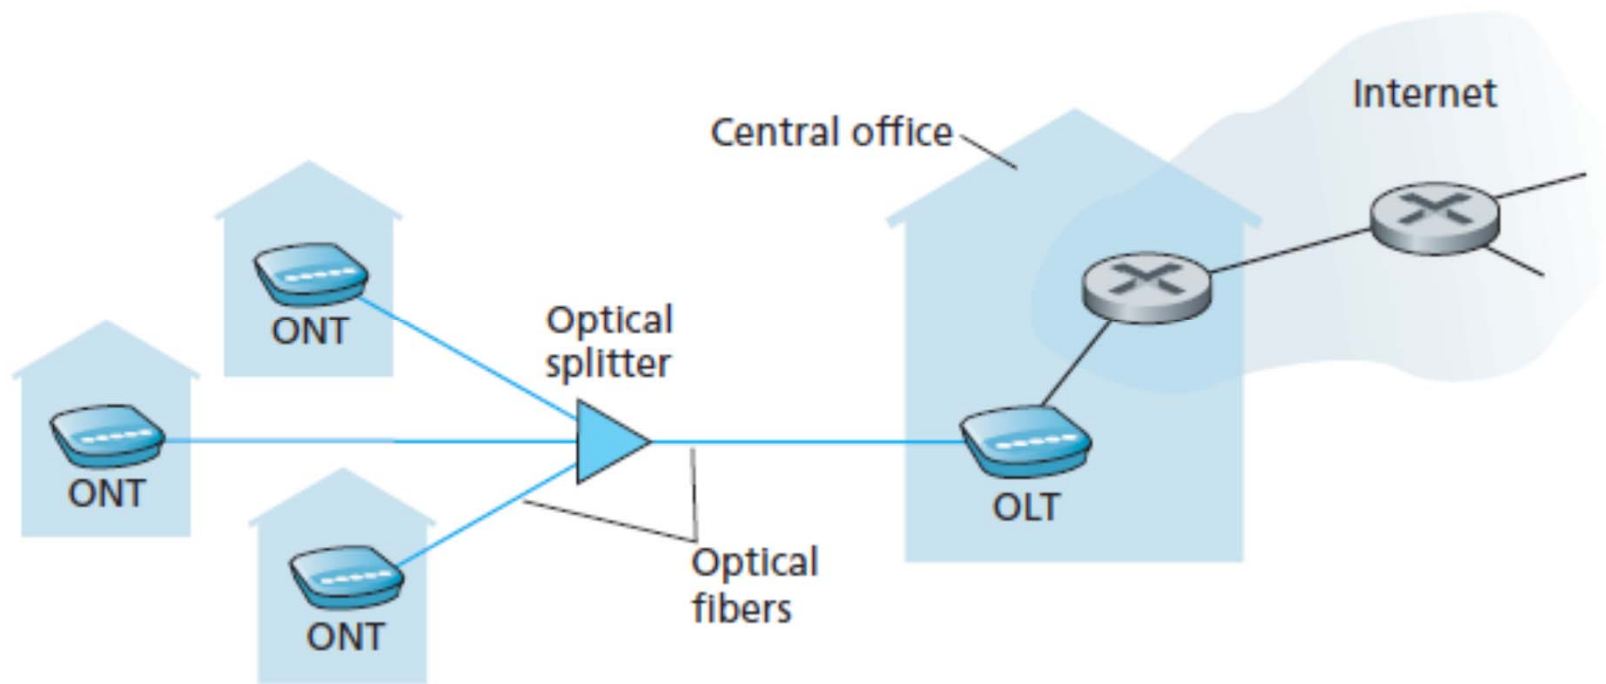 Internet
Central office
ONT
Optical
splitter
ONT
OLT
Optical
fibers
ONT